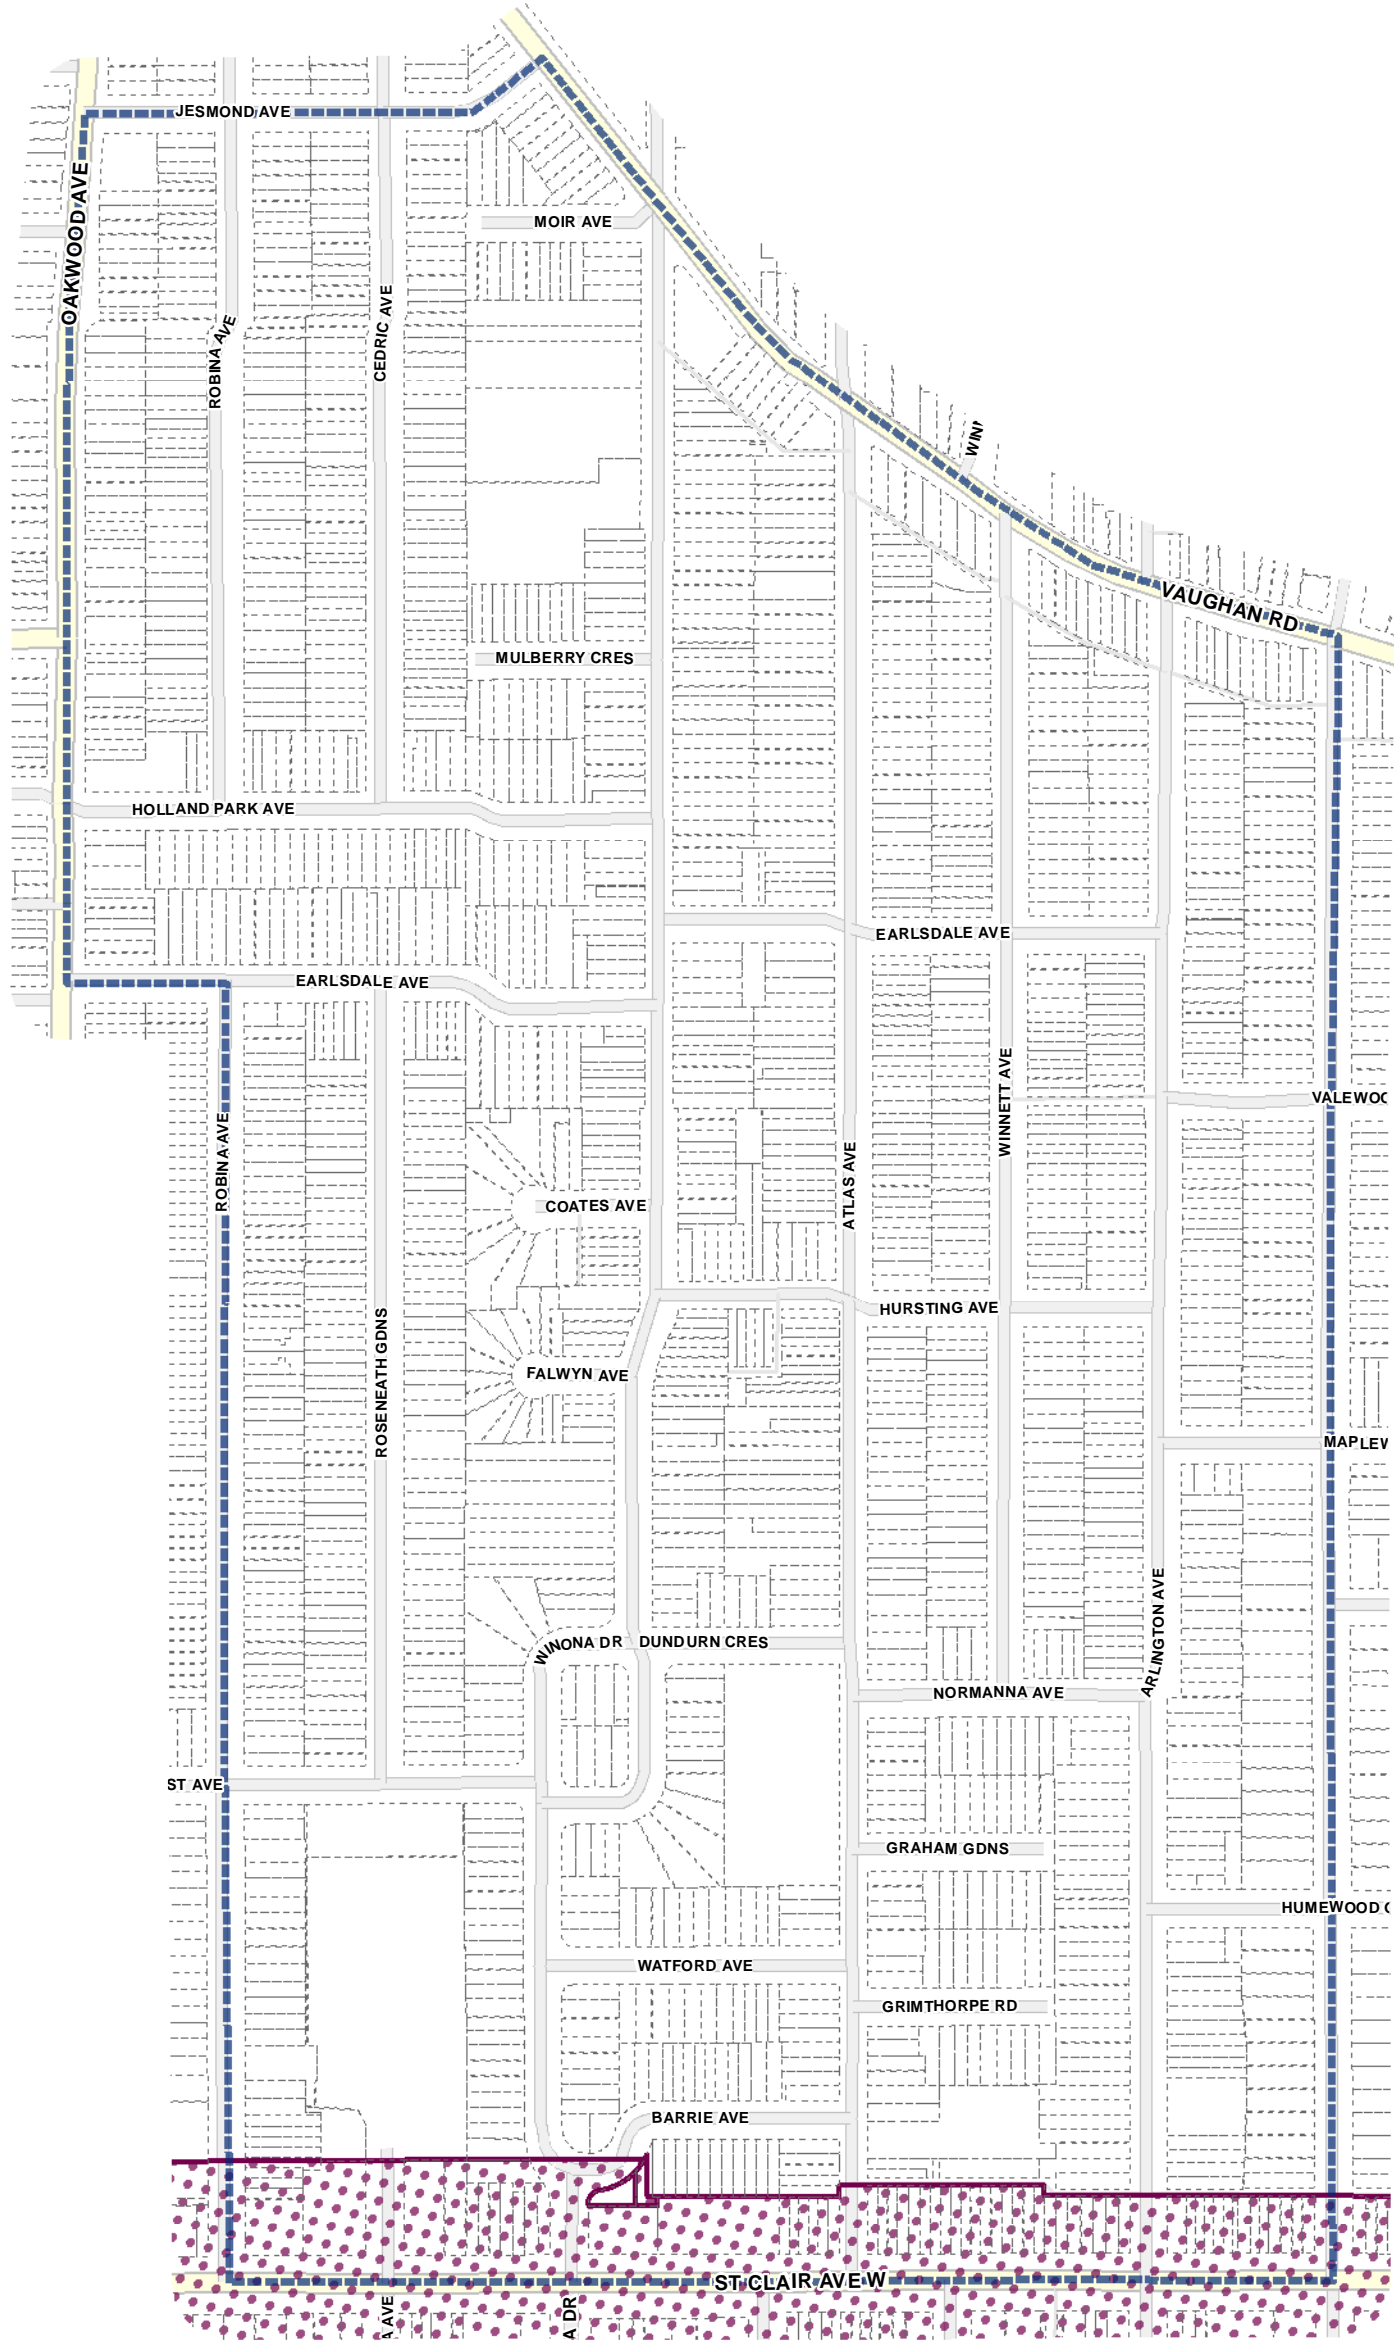 JESMOND AVE
OAKWOOD AVE
MOIR AVE
CEDRIC AVE
ROBINA AVE
WIN
VAUGHAN RD
MULBERRY CRES
HOLLAND PARK AVE
EARLSDALE AVE
EARLSDALE AVE
WINNETT AVE
VALEWOO
ROBINA AVE
ATLAS AVE
COATES AVE
HURSTING AVE
ROSENEATH GDNS
FALWYN AVE
MAPLEW
ARLINGTON AVE
WINONA DR
DUNDURN CRES
NORMANNA AVE
ST AVE
GRAHAM GDNS
HUMEWOOD
WATFORD AVE
GRIMTHORPE RD
BARRIE AVE
ST CLAIR AVE W
A AVE
A DR